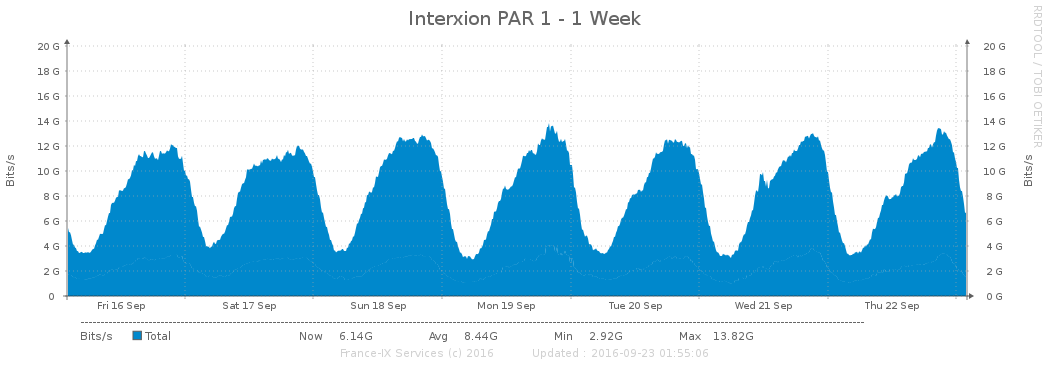 Interxion PAR 1 - 1 Week
RRDTOOL / TOBI OETIKER
Bits/s
20 G
18 G
16 G
14 G
12 G
10 G
8 G
6 G
4 G
2 G
0
20 G
18 G
16 G
14 G
12 G
10 G
8 G
6 G
4 G
2 G
0 G
Bits/s
Fri 16 Sep Sat 17 Sep Sun 18 Sep Mon 19 Sep Tue 20 Sep Wed 21 Sep Thu 22 Sep
Bits/s Total Now 6.14G Avg 8.44G Min 2.92G Max 13.82G
France-IX Services (c) 2016 Updated : 2016-09-23 01:55:06